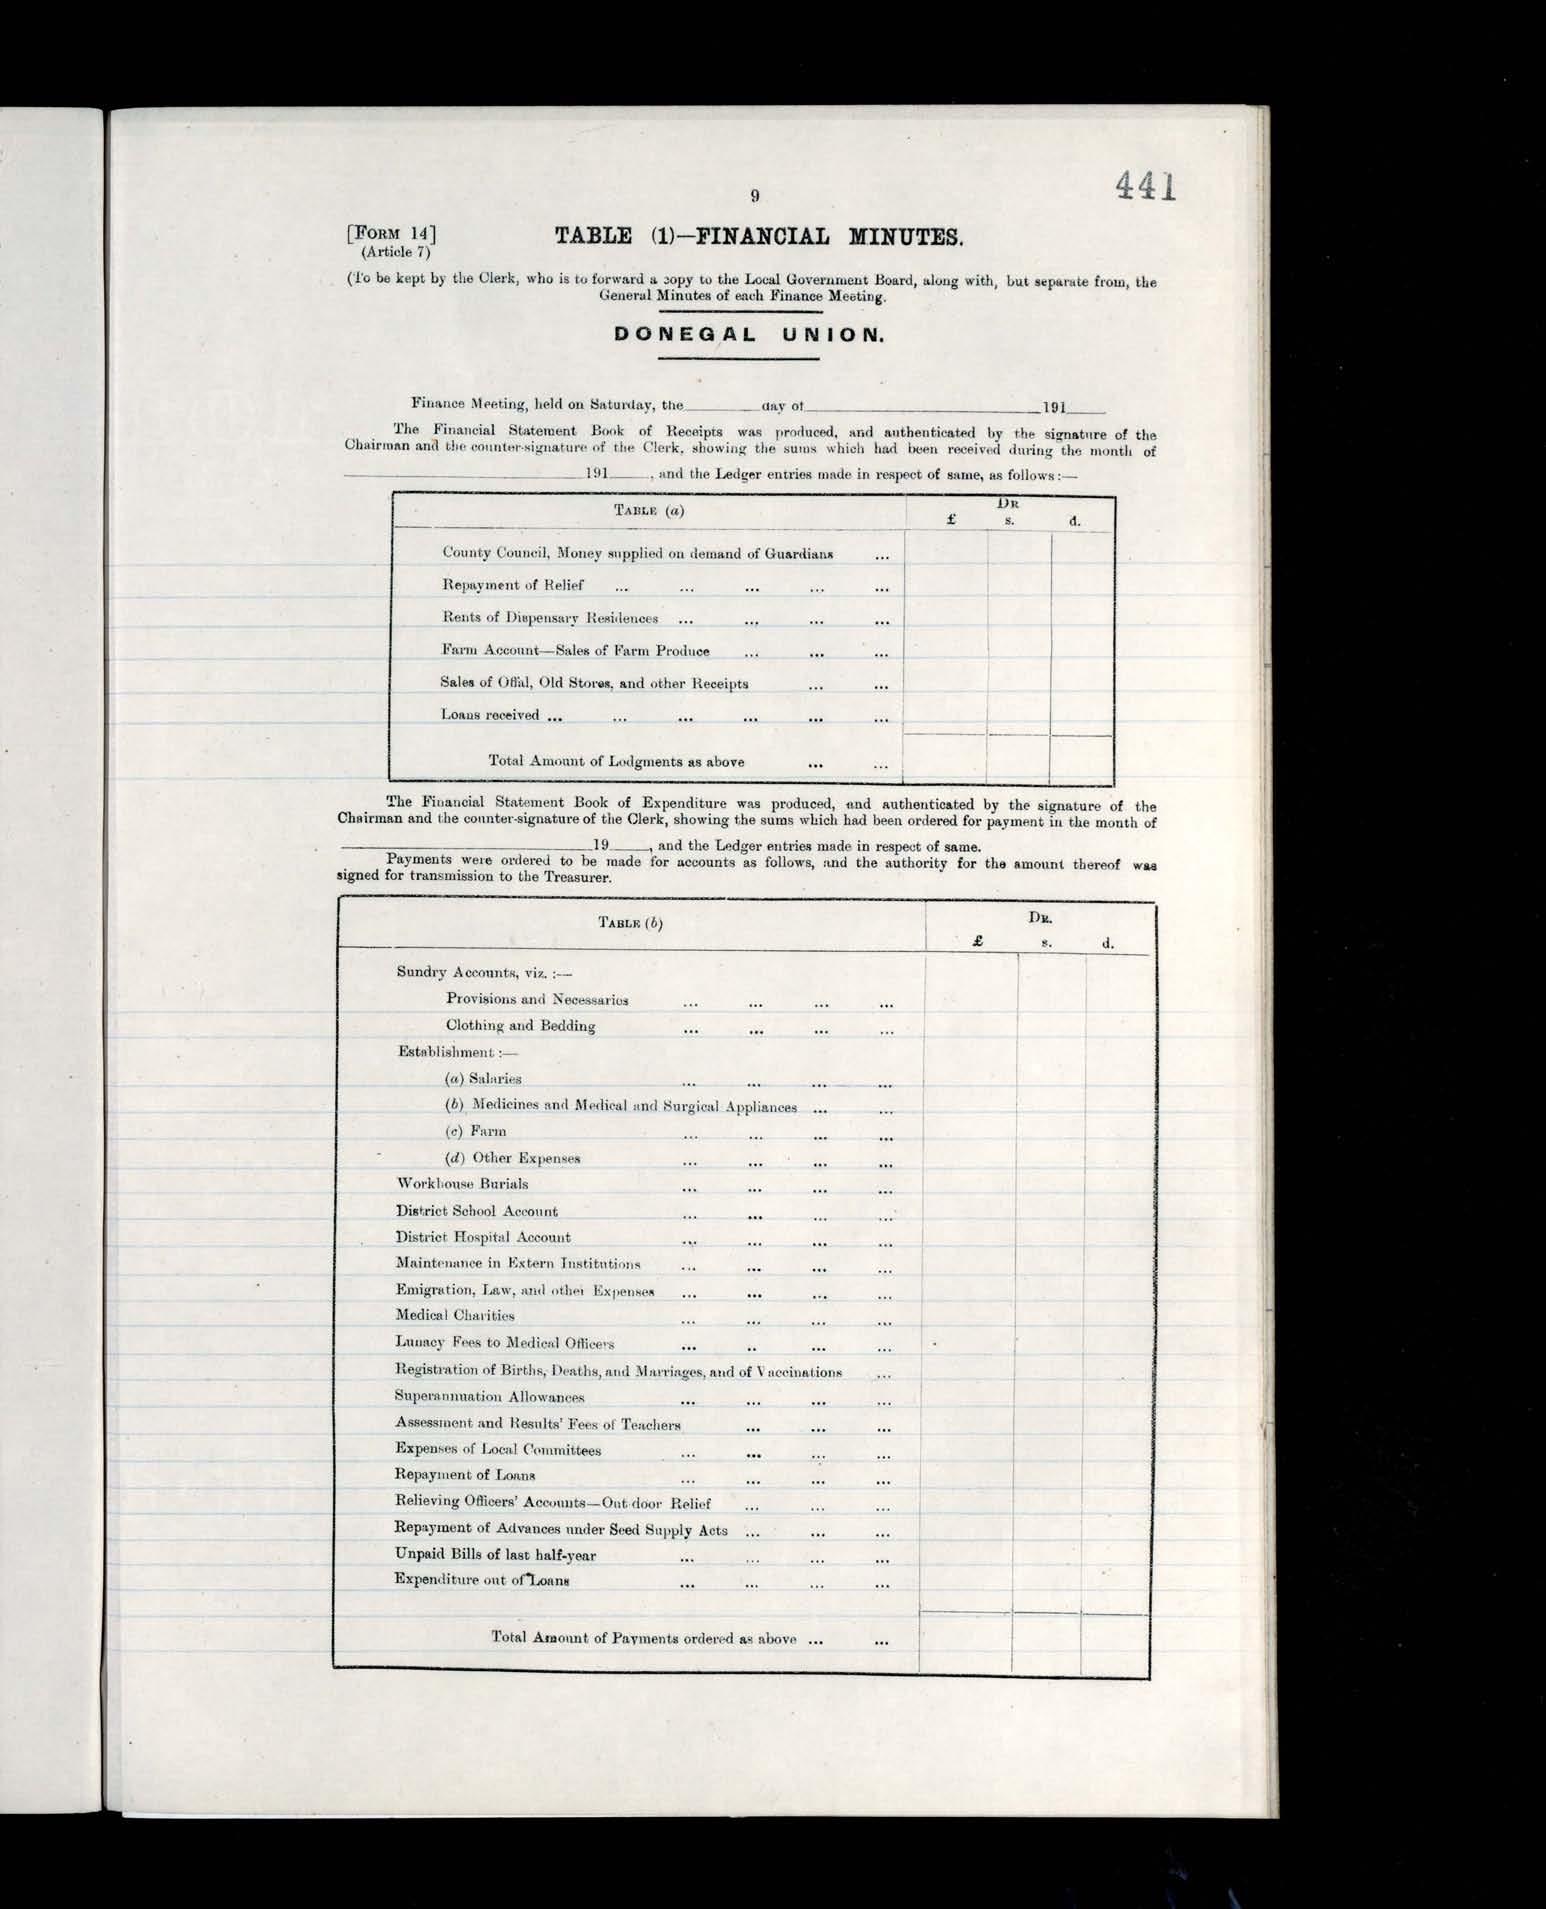 441
9
[FORM 14]
TABLE (1)—FINANCIAL MINUTES.
(Article 7)
(To be kept by the Clerk, who is to forward a copy to the Local Government Board, along with, but separate from, the
General Minutes of each Finance Meeting.
DONEGAL UNION.
Finance Meeting, held on Saturday, the________day of________191____
The Financial Statement Book of Receipts was produced, and authenticated by the signature of the
Chairman and the counter-signature of the Clerk, showing the sums which had been received during the month of
________191____, and the Ledger entries made in respect of same, as follows:—
TABLE (a)
DR
£ s. d.
County Council, Money supplied on demand of Guardians ...
Repayment of Relief ... ... ... ... ...
Rents of Dispensary Residences ... ... ... ...
Farm Account—Sales of Farm Produce ... ... ...
Sales of Offal, Old Stores, and other Receipts ... ...
Loans received ... ... ... ... ... ...
Total Amount of Lodgments as above ... ...
The Financial Statement Book of Expenditure was produced, and authenticated by the signature of the
Chairman and the counter-signature of the Clerk, showing the sums which had been ordered for payment in the month of
________19____, and the Ledger entries made in respect of same.
Payments were ordered to be made for accounts as follows, and the authority for the amount thereof was
signed for transmission to the Treasurer.
TABLE (b)
DR.
£ s. d.
Sundry Accounts, viz. :—
Provisions and Necessaries ... ... ... ...
Clothing and Bedding ... ... ... ...
Establishment :—
(a) Salaries ... ... ... ...
(b) Medicines and Medical and Surgical Appliances ... ...
(c) Farm ... ... ... ...
(d) Other Expenses ... ... ... ...
Workhouse Burials ... ... ... ...
District School Account ... ... ... ...
District Hospital Account ... ... ... ...
Maintenance in Extern Institutions ... ... ... ...
Emigration, Law, and other Expenses ... ... ... ...
Medical Charities ... ... ... ...
Lunacy Fees to Medical Officers ... .. ... ...
Registration of Births, Deaths, and Marriages, and of Vaccinations ...
Superannuation Allowances ... ... ... ...
Assessment and Results' Fees of Teachers ... ... ...
Expenses of Local Committees ... ... ... ...
Repayment of Loans ... ... ... ...
Relieving Officers' Accounts—Out-door Relief ... ... ...
Repayment of Advances under Seed Supply Acts ... ... ...
Unpaid Bills of last half-year ... ... ... ...
Expenditure out of Loans ... ... ... ...
Total Amount of Payments ordered as above ... ...